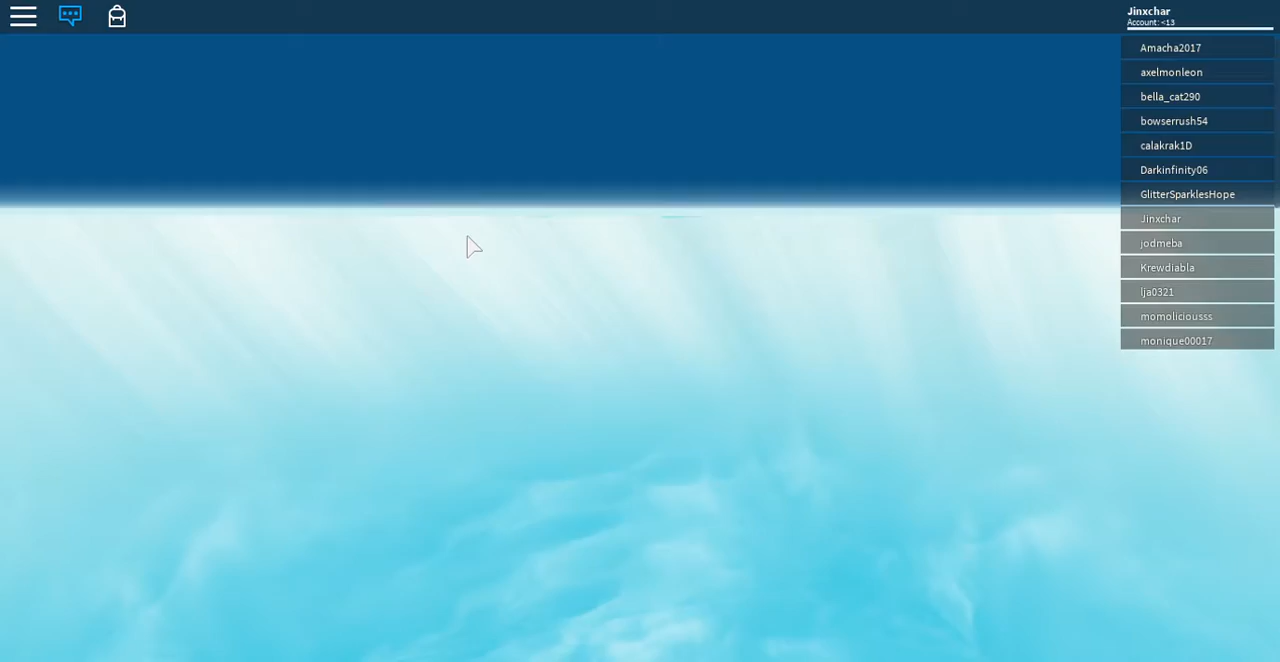 Jinxchar
Account: <13
Amacha2017
axelmonleon
bella_cat290
bowserrush54
calakrak1D
Darkinfinity06
GlitterSparklesHope
Jinxchar
jodmeba
Krewdiabla
lja0321
momoliciousss
monique00017